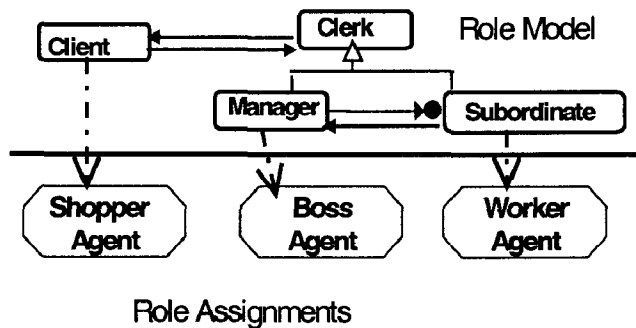 Clerk
Role Model
Client
Manager
Subordinate
Shopper
Agent
Boss
Agent
Worker
Agent
Role Assignments